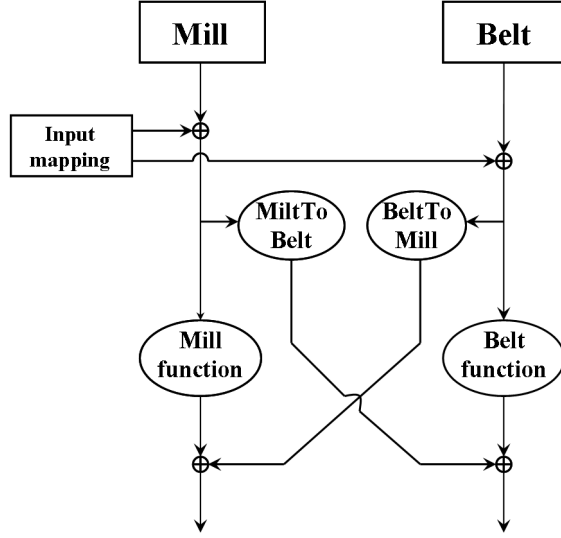 Mill
Belt
Input
mapping
MiltTo
Belt
BeltTo
Mill
Mill
function
Belt
function